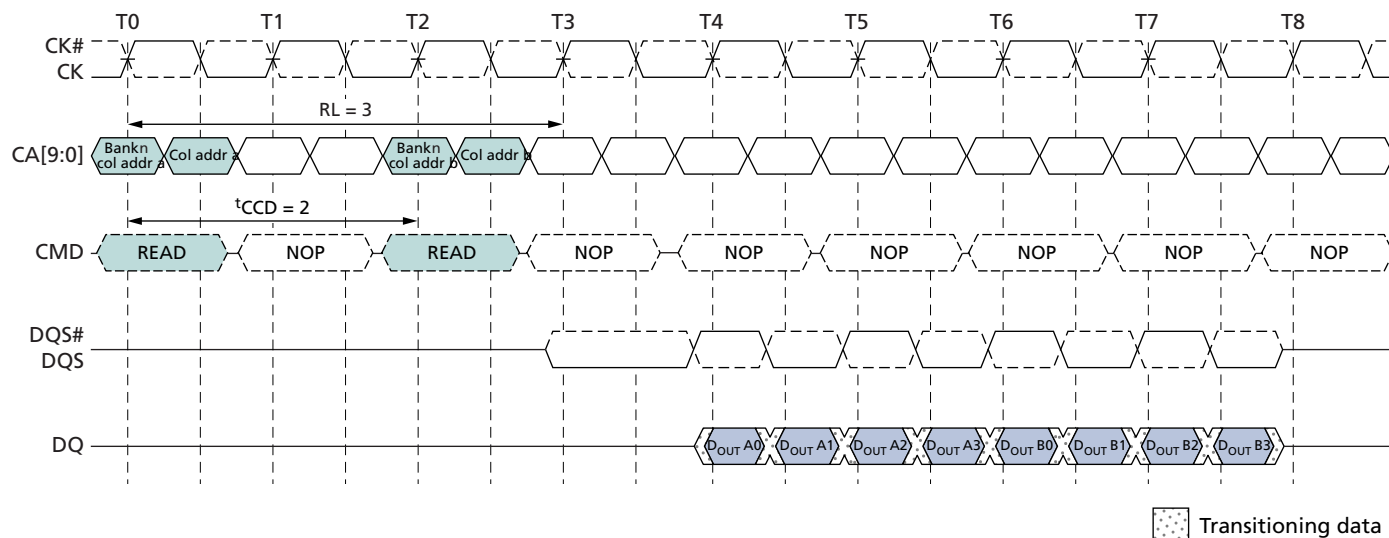 T0 T1 T2 T3 T4 T5 T6 T7 T8
CK#
CK
RL = 3
CA[9:0]
Bankn
col addr a
Col addr a
Bankn
col addr b
Col addr b
tCCD = 2
CMD READ NOP READ NOP NOP NOP NOP NOP NOP
DQS#
DQS
DQ DOUT A0 DOUT A1 DOUT A2 DOUT A3 DOUT B0 DOUT B1 DOUT B2 DOUT B3
Transitioning data